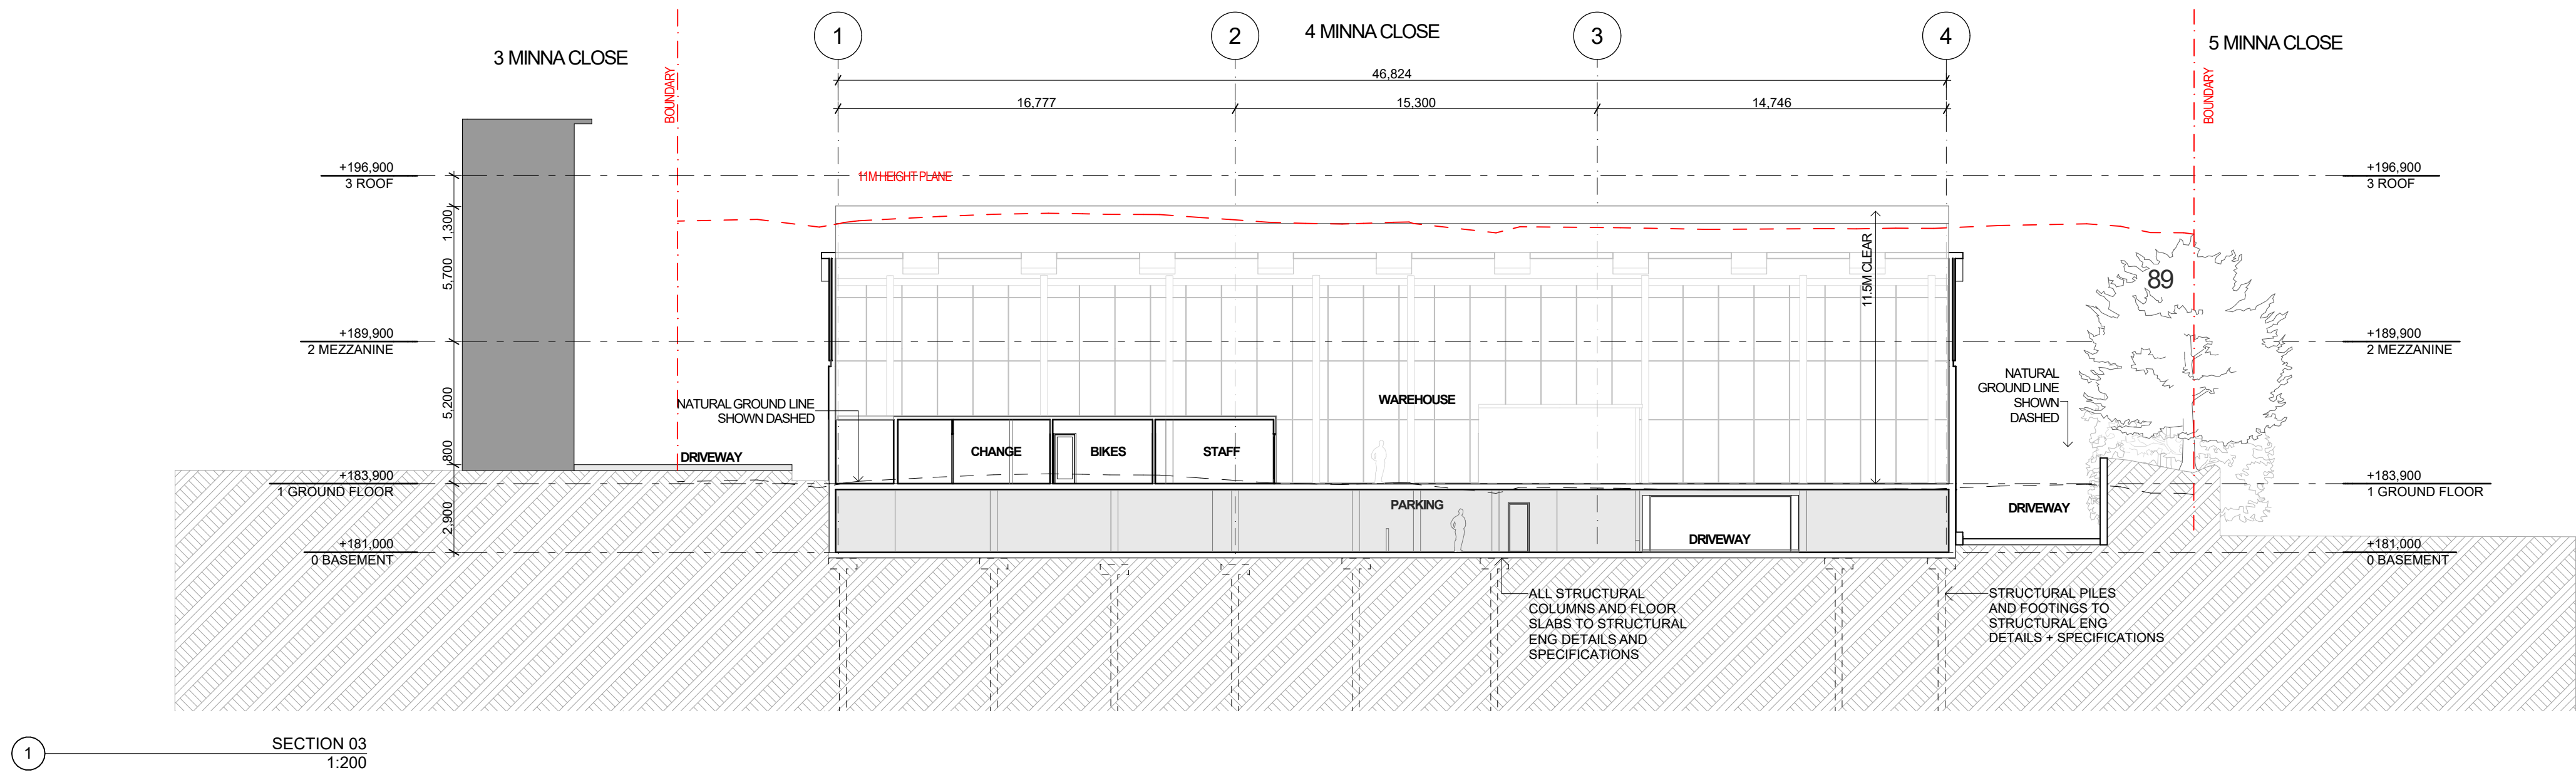 3 MINNA CLOSE
BOUNDARY
1
2
4 MINNA CLOSE
3
4
5 MINNA CLOSE
BOUNDARY
46,824
16,777
15,300
14,746
+196,900
3 ROOF
11M HEIGHT PLANE
+196,900
3 ROOF
1,300
5,700
11.5M CLEAR
89
+189,900
2 MEZZANINE
+189,900
2 MEZZANINE
5,200
NATURAL GROUND LINE
SHOWN DASHED
WAREHOUSE
NATURAL
GROUND LINE
SHOWN
DASHED
800
DRIVEWAY
CHANGE
BIKES
STAFF
+183,900
1 GROUND FLOOR
+183,900
1 GROUND FLOOR
2,900
PARKING
DRIVEWAY
DRIVEWAY
+181,000
0 BASEMENT
+181,000
0 BASEMENT
ALL STRUCTURAL
COLUMNS AND FLOOR
SLABS TO STRUCTURAL
ENG DETAILS AND
SPECIFICATIONS
STRUCTURAL PILES
AND FOOTINGS TO
STRUCTURAL ENG
DETAILS + SPECIFICATIONS
1
SECTION 03
1:200